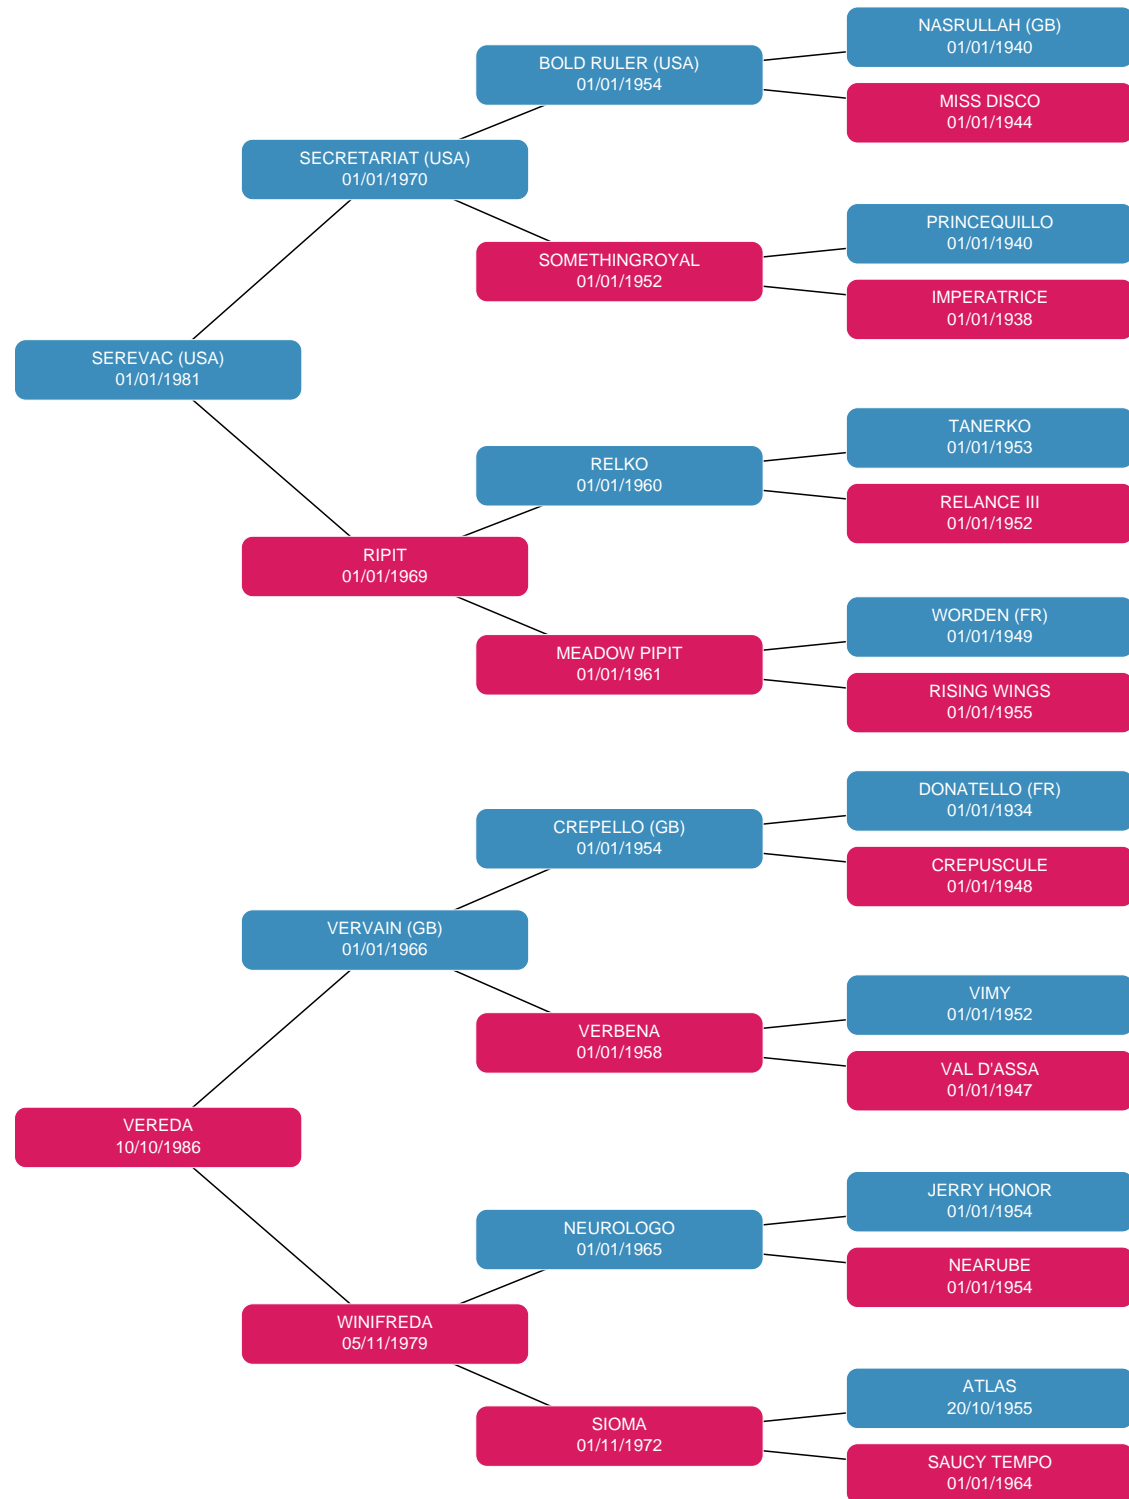 NASRULLAH (GB)
01/01/1940
BOLD RULER (USA)
01/01/1954
MISS DISCO
01/01/1944
SECRETARIAT (USA)
01/01/1970
PRINCEQUILLO
01/01/1940
SOMETHINGROYAL
01/01/1952
IMPERATRICE
01/01/1938
SEREVAC (USA)
01/01/1981
TANERKO
01/01/1953
RELKO
01/01/1960
RELANCE III
01/01/1952
RIPIT
01/01/1969
WORDEN (FR)
01/01/1949
MEADOW PIPIT
01/01/1961
RISING WINGS
01/01/1955
DONATELLO (FR)
01/01/1934
CREPELLO (GB)
01/01/1954
CREPUSCULE
01/01/1948
VERVAIN (GB)
01/01/1966
VIMY
01/01/1952
VERBENA
01/01/1958
VAL D'ASSA
01/01/1947
VEREDA
10/10/1986
JERRY HONOR
01/01/1954
NEUROLOGO
01/01/1965
NEARUBE
01/01/1954
WINIFREDA
05/11/1979
ATLAS
20/10/1955
SIOMA
01/11/1972
SAUCY TEMPO
01/01/1964